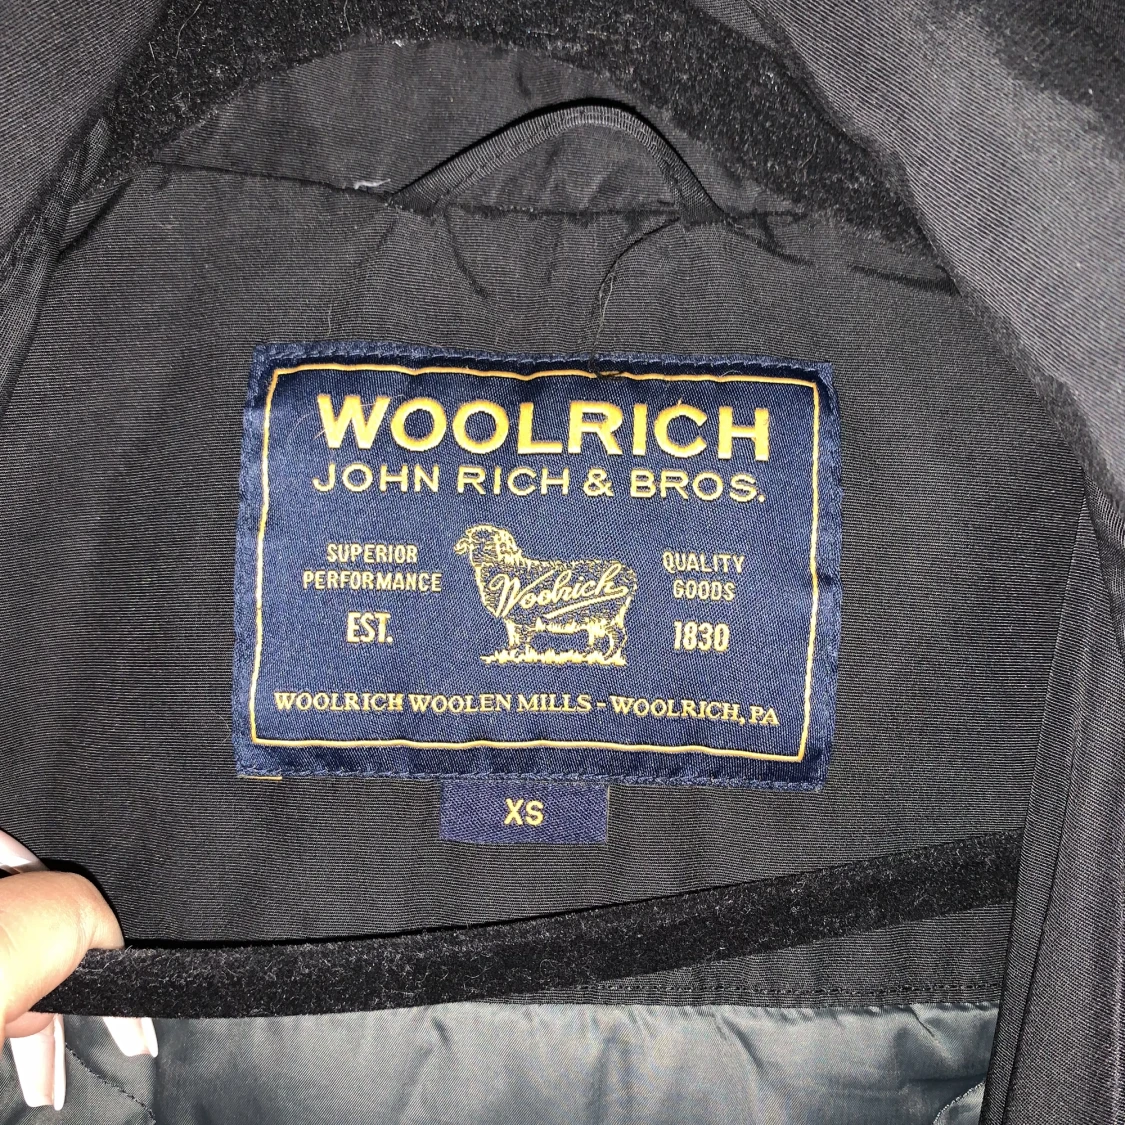 WOOLRICH
JOHN RICH & BROS.
SUPERIOR
PERFORMANCE
EST.
Woolrich
QUALITY
GOODS
1830
WOOLRICH WOOLEN MILLS - WOOLRICH, PA
XS